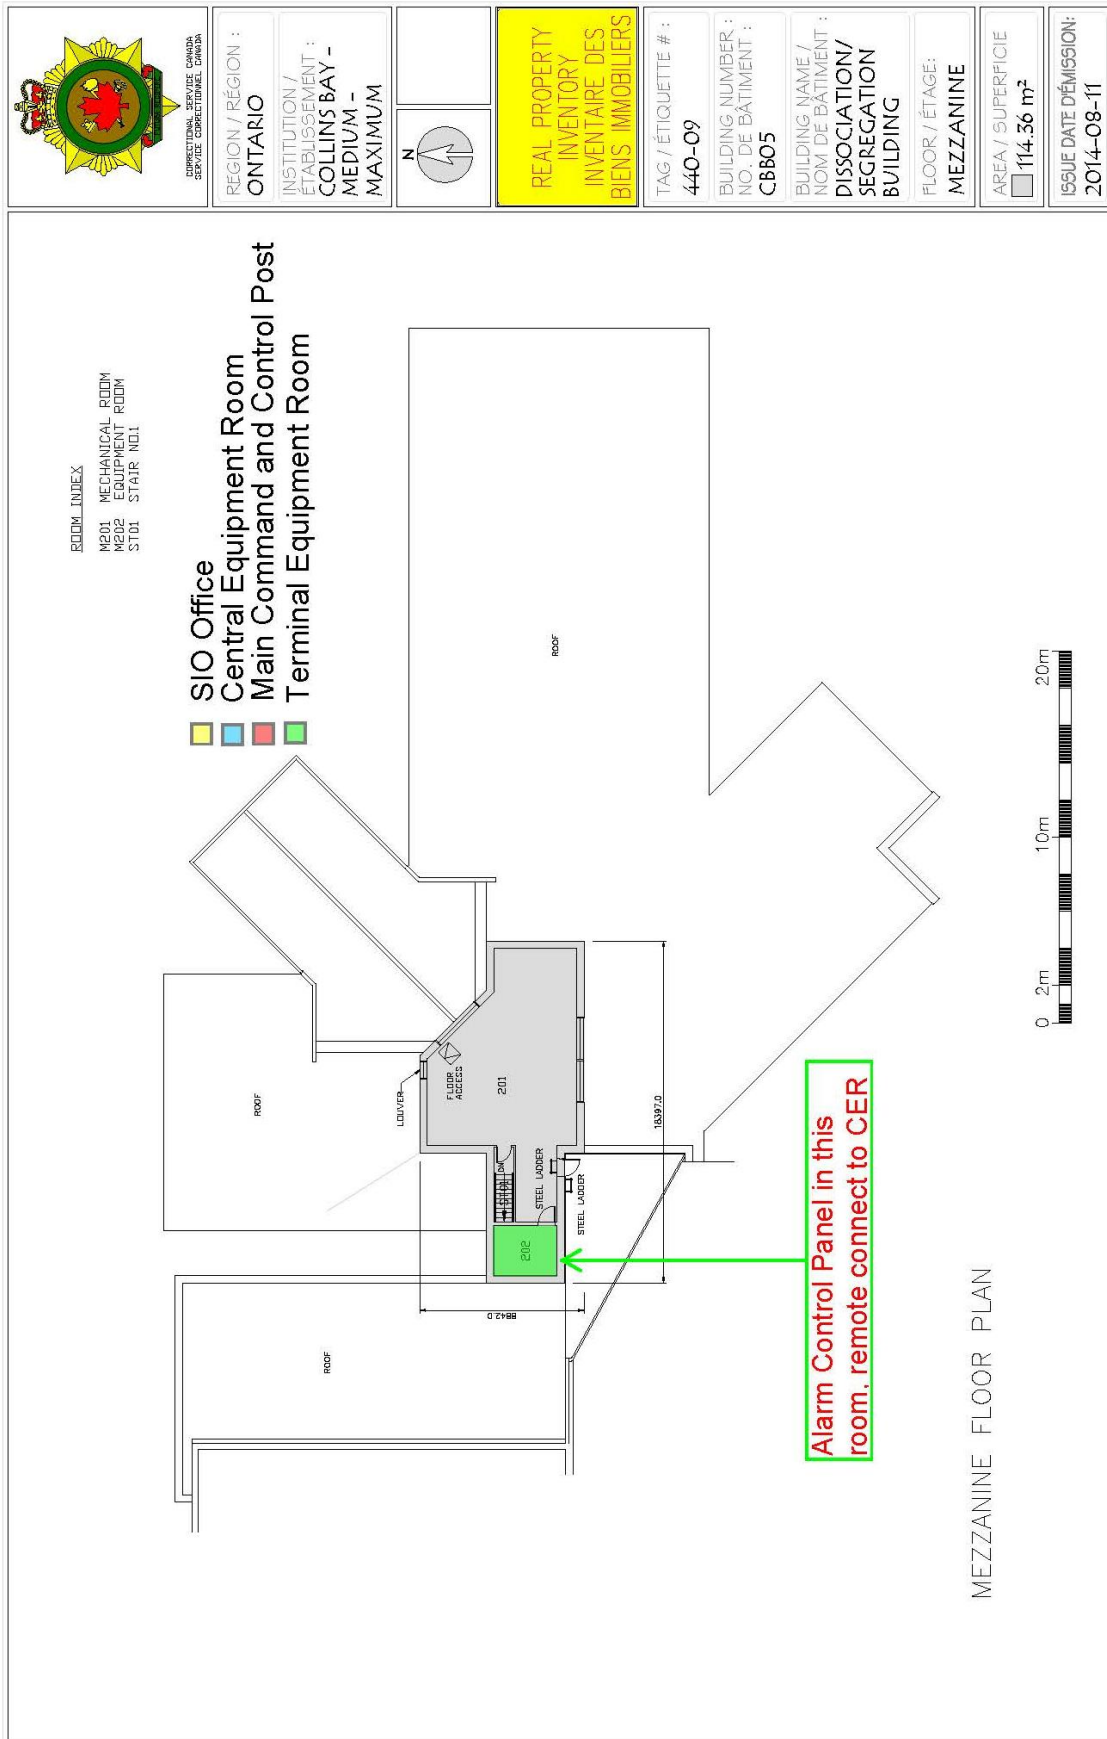 CORRECTIONAL SERVICE CANADA
SERVICE CORRECTIONNEL CANADA
RÉGION / RÉGION :
ONTARIO
INSTITUTION /
ÉTABLISSEMENT :
COLLINS BAY -
MEDIUM -
MAXIMUM
N
REAL PROPERTY
INVENTORY
INVENTAIRE DES
BIENS IMMOBILIERS
TAG / ÉTIQUETTE # :
440-09
BUILDING NUMBER :
NO. DE BÂTIMENT :
CBB05
BUILDING NAME /
NOM DE BÂTIMENT :
DISSOCIATION/
SEGREGATION
BUILDING
FLOOR / ÉTAGE:
MEZZANINE
AREA / SUPERFICIE
114.36 m²
ISSUE DATE D'ÉMISSION:
2014-08-11
ROOM INDEX
M201 MECHANICAL ROOM
M202 EQUIPMENT ROOM
ST01 STAIR NO.1
SIO Office
Central Equipment Room
Main Command and Control Post
Terminal Equipment Room
ROOF
ROOF
ROOF
LOUVER
FLOOR
ACCESS
201
DN
ST01
STEEL LADDER
STEEL LADDER
202
8842.0
18397.0
Alarm Control Panel in this
room, remote connect to CER
0 2m 10m 20m
MEZZANINE FLOOR PLAN